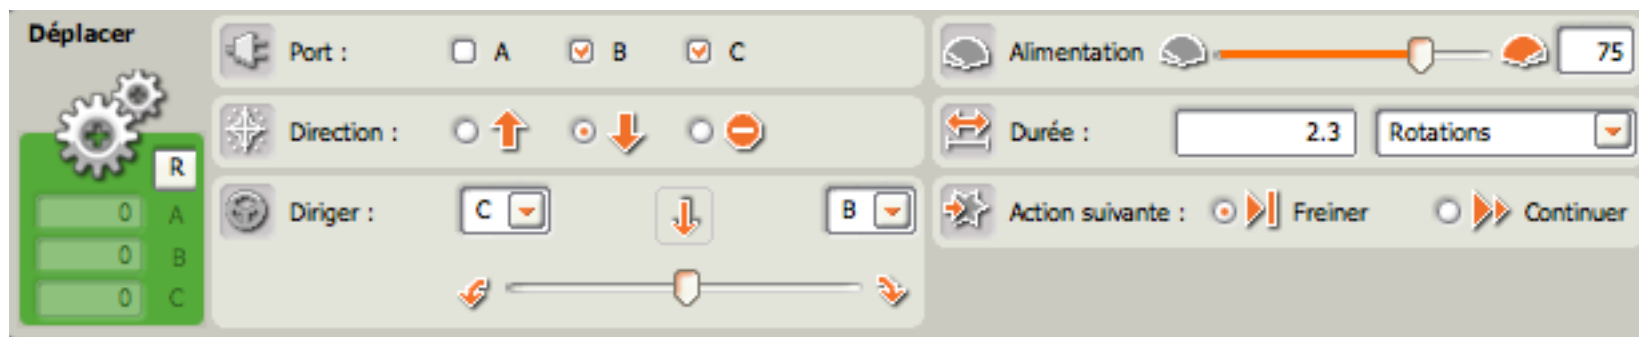 Déplacer
R
0 A
0 B
0 C
Port : A B C
Direction :
Diriger : C B
Alimentation 75
Durée : 2.3 Rotations
Action suivante : Freiner Continuer